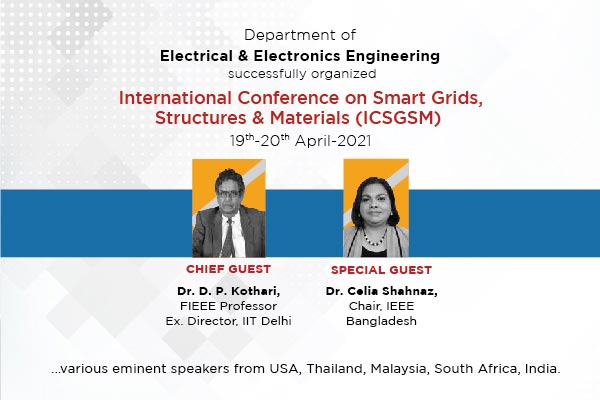 Department of
Electrical & Electronics Engineering
successfully organized
International Conference on Smart Grids,
Structures & Materials (ICSGSM)
19th-20th April-2021
CHIEF GUEST
Dr. D. P. Kothari,
FIEEE Professor
Ex. Director, IIT Delhi
SPECIAL GUEST
Dr. Celia Shahnaz,
Chair, IEEE
Bangladesh
...various eminent speakers from USA, Thailand, Malaysia, South Africa, India.